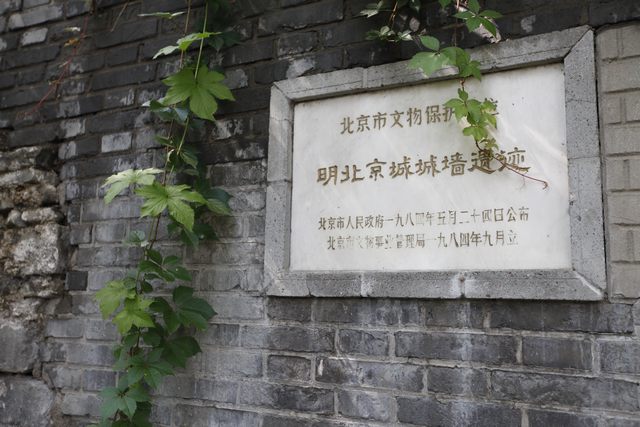 北京市文物保护
明北京城城墙遗迹
北京市人民政府一九八四年五月二十四日公布
北京市文物事业管理局一九八四年九月立